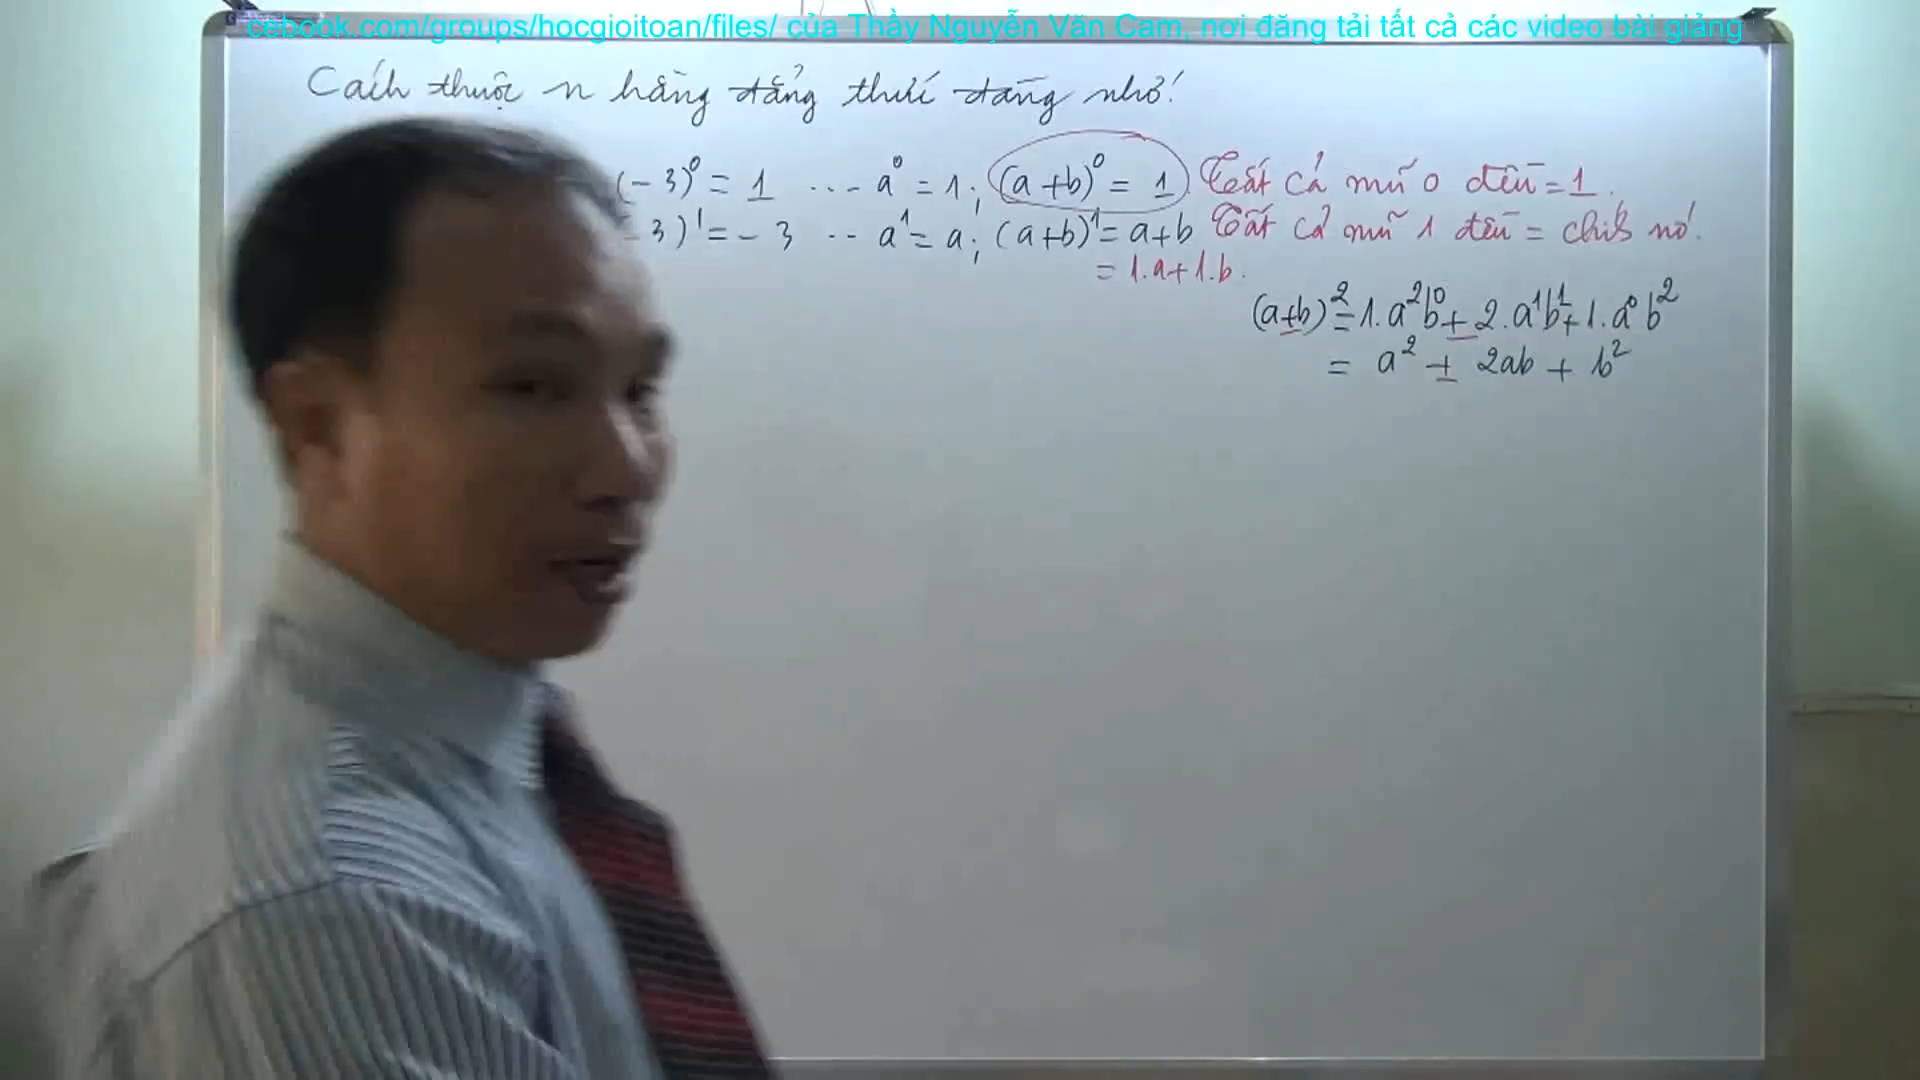 cebook.com/groups/hocgioitoan/files/ của Thầy Nguyễn Văn Cam, nơi đăng tải tất cả các video bài giảng
Cách thuộc n hằng đẳng thức đáng nhớ!
(-3)⁰ = 1 ... a⁰ = 1; (a+b)⁰ = 1 Tất cả mũ 0 đều = 1.
3)¹ = -3 .. a¹ = a; (a+b)¹ = a+b Tất cả mũ 1 đều = chính nó.
= 1.a+1.b.
(a+b)² = 1.a²b⁰ + 2.a¹b¹ + 1.a⁰b²
= a² + 2ab + b²